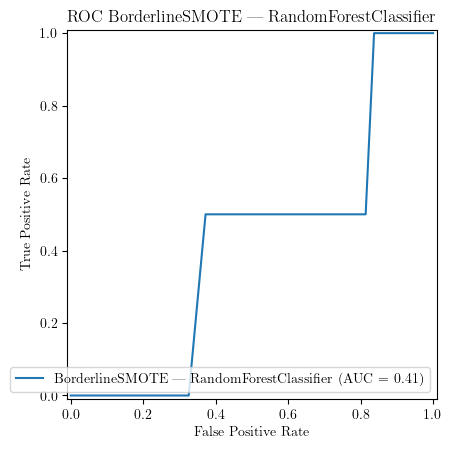 ROC BorderlineSMOTE — RandomForestClassifier
1.0
0.8
0.6
0.4
0.2
0.0
True Positive Rate
BorderlineSMOTE — RandomForestClassifier (AUC = 0.41)
0.0 0.2 0.4 0.6 0.8 1.0
False Positive Rate